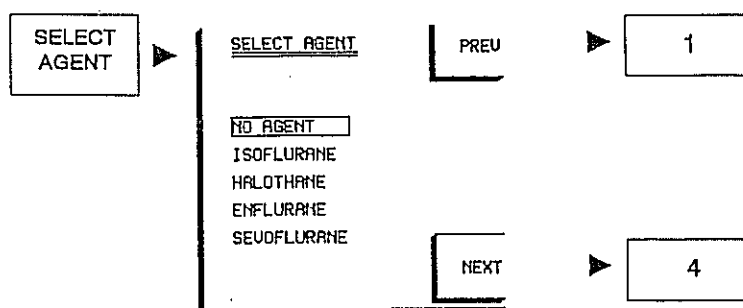 SELECT
AGENT
SELECT AGENT
PREV
1
NO AGENT
ISOFLURANE
HALOTHANE
ENFLURANE
SEVOFLURANE
NEXT
4